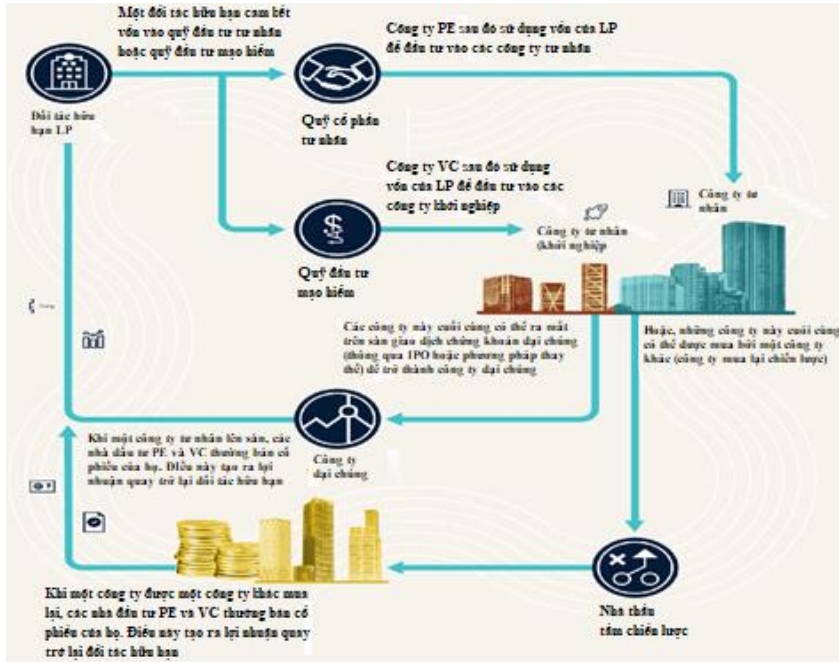 Một đối tác hữu hạn cam kết
vốn vào quỹ đầu tư tư nhân
hoặc quỹ đầu tư mạo hiểm
Công ty PE sau đó sử dụng vốn của LP
để đầu tư vào các công ty tư nhân
Đối tác hữu
hạn LP
Quỹ cổ phần
tư nhân
Công ty VC sau đó sử dụng
vốn của LP để đầu tư vào các
công ty khởi nghiệp
Công ty tư
nhân
Công ty tư nhân
(khởi nghiệp
Quỹ đầu tư
mạo hiểm
Các công ty này cuối cùng có thể ra mắt
trên sàn giao dịch chứng khoán đại chúng
(thông qua IPO hoặc phương pháp thay
thế) để trở thành công ty đại chúng
Hoặc, những công ty này cuối cùng
có thể được mua bởi một công ty
khác (công ty mua lại chiến lược)
Khi một công ty tư nhân lên sàn, các
nhà đầu tư PE và VC thường bán cổ
phiếu của họ. Điều này tạo ra lợi
nhuận quay trở lại đối tác hữu hạn
Công ty
đại chúng
Khi một công ty được một công ty khác mua
lại, các nhà đầu tư PE và VC thường bán cổ
phiếu của họ. Điều này tạo ra lợi nhuận quay
trở lại đối tác hữu hạn
Nhà thầu
tầm chiến lược